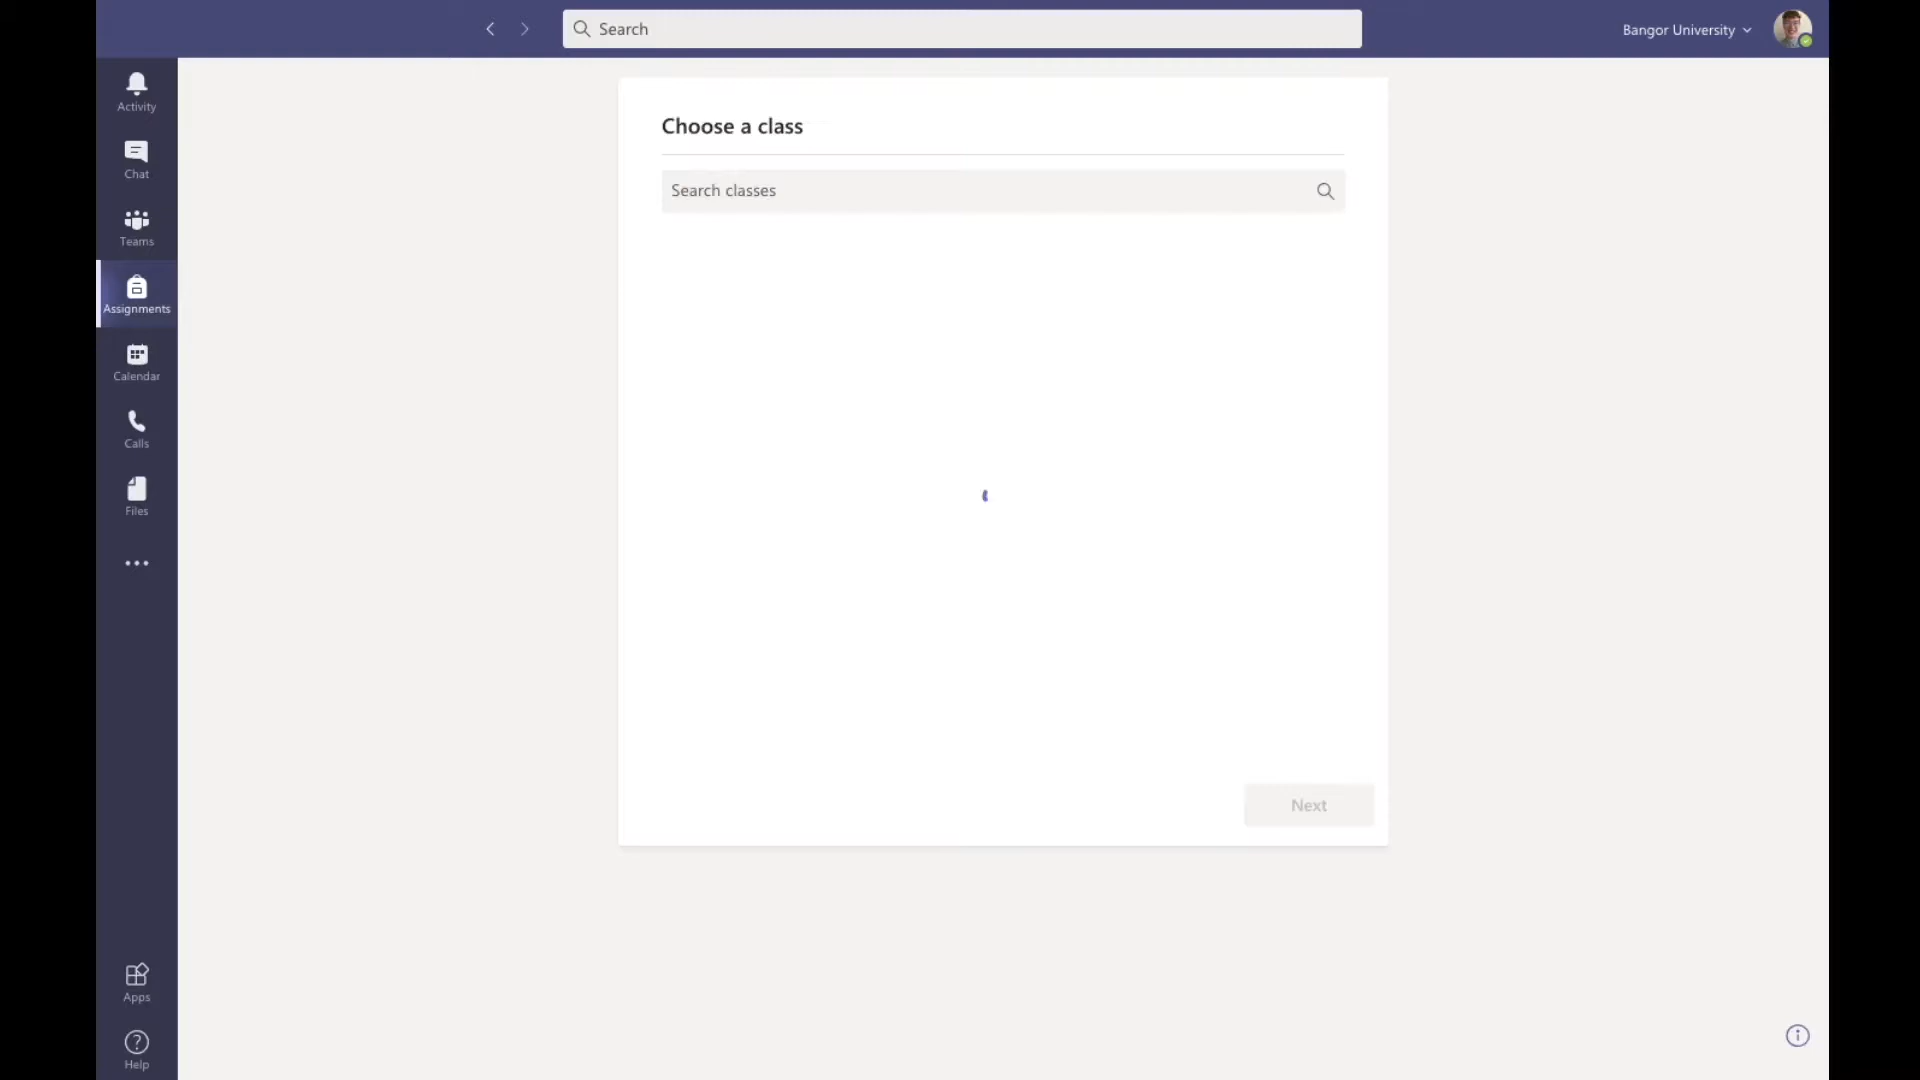 Search
Bangor University
Activity
Chat
Teams
Assignments
Calendar
Calls
Files
Apps
Help
Choose a class
Search classes
Next